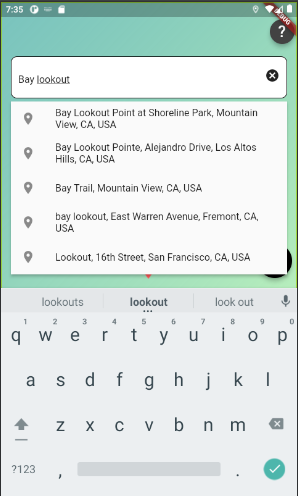 7:35
DEBUG
?
Bay lookout
Bay Lookout Point at Shoreline Park, Mountain
View, CA, USA
Bay Lookout Pointe, Alejandro Drive, Los Altos
Hills, CA, USA
Bay Trail, Mountain View, CA, USA
bay lookout, East Warren Avenue, Fremont, CA,
USA
Lookout, 16th Street, San Francisco, CA, USA
lookouts lookout look out
1 2 3 4 5 6 7 8 9 0
q w e r t y u i o p
a s d f g h j k l
z x c v b n m
?123 , .